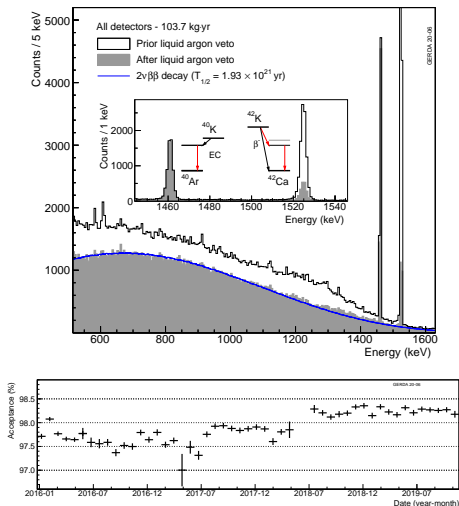 All detectors - 103.7 kg·yr
Prior liquid argon veto
After liquid argon veto
2νββ decay (T1/2 = 1.93 × 10²¹ yr)
GERDA 20-06
Counts / 5 keV
5000
4000
3000
2000
1000
Counts / 1 keV
2000
1000
0
⁴⁰K
EC
⁴⁰Ar
⁴²K
β⁻
⁴²Ca
1460
1480
1500
1520
1540
Energy (keV)
600
800
1000
1200
1400
1600
Energy (keV)
GERDA 20-06
Acceptance (%)
98.5
98.0
97.5
97.0
2016-01
2016-07
2016-12
2017-07
2017-12
2018-07
2018-12
2019-07
Date (year-month)